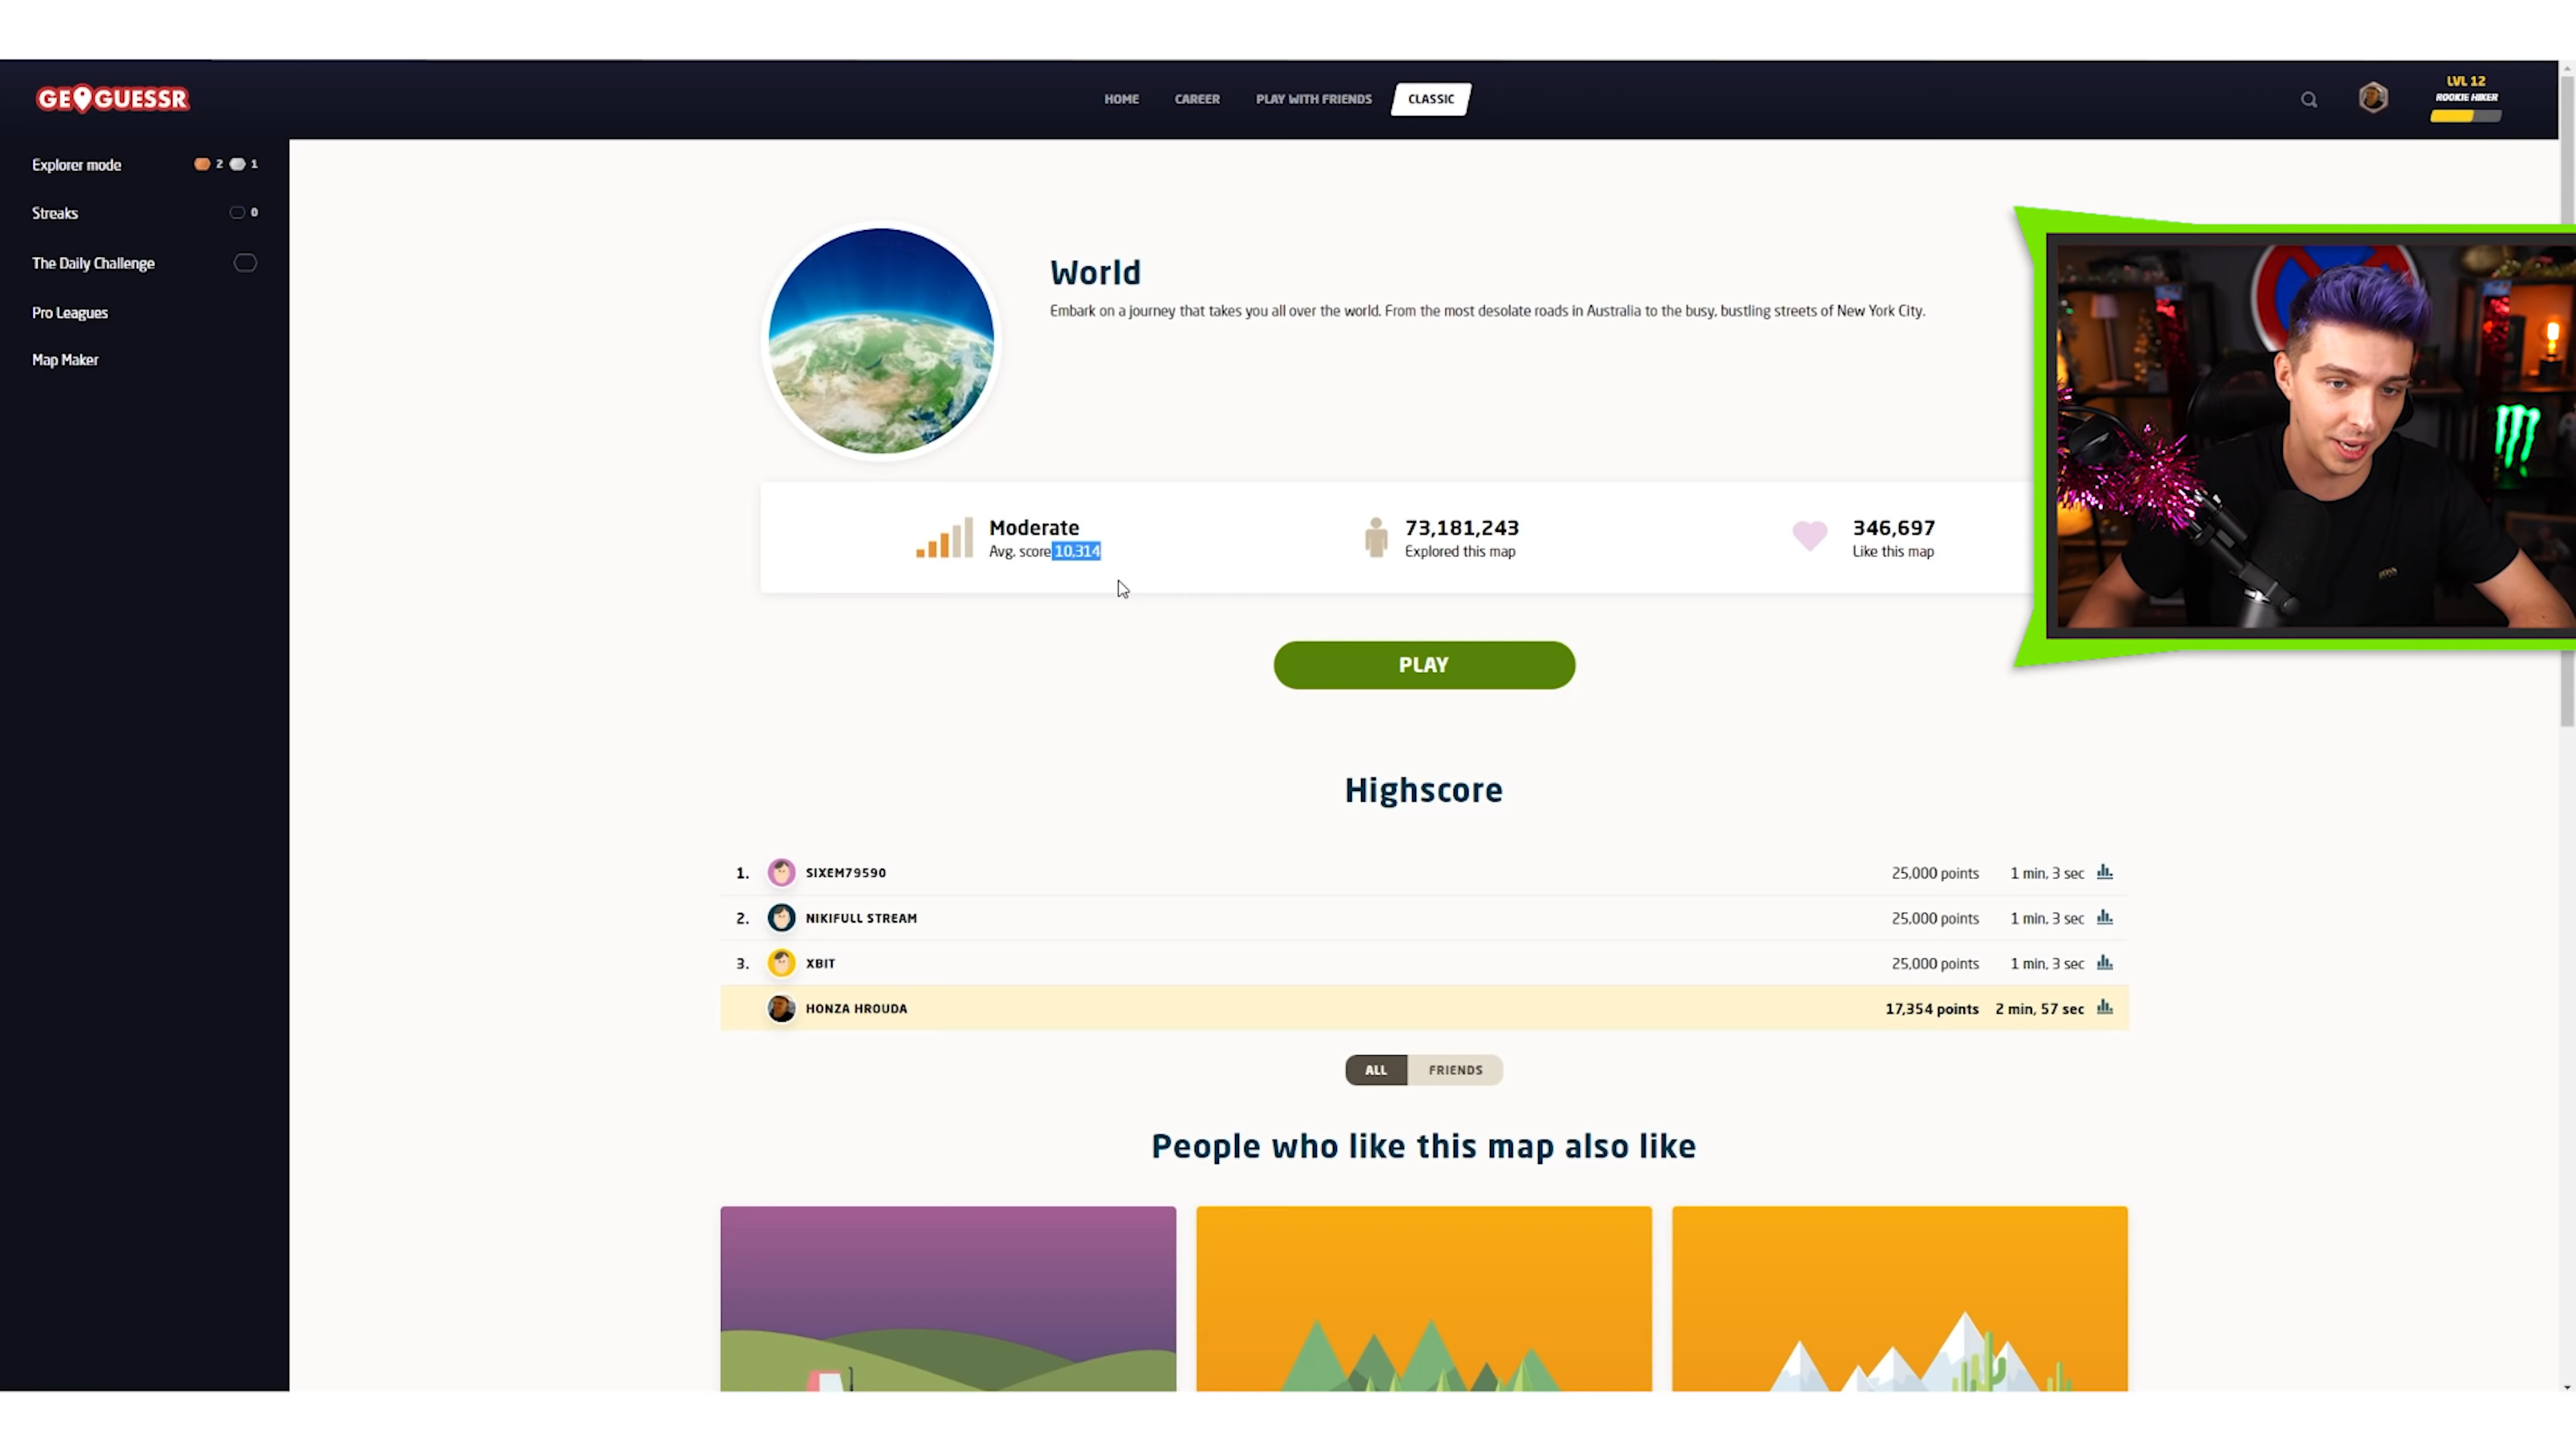 GEOGUESSR
HOME CAREER PLAY WITH FRIENDS CLASSIC
LVL 12
ROOKIE HIKER
Explorer mode 2 1
Streaks 0
The Daily Challenge
Pro Leagues
Map Maker
World
Embark on a journey that takes you all over the world. From the most desolate roads in Australia to the busy, bustling streets of New York City.
Moderate
Avg. score 10,314
73,181,243
Explored this map
346,697
Like this map
PLAY
Highscore
1. SIXEM79590 25,000 points 1 min, 3 sec
2. NIKIFULL STREAM 25,000 points 1 min, 3 sec
3. XBIT 25,000 points 1 min, 3 sec
HONZA HROUDA 17,354 points 2 min, 57 sec
ALL FRIENDS
People who like this map also like